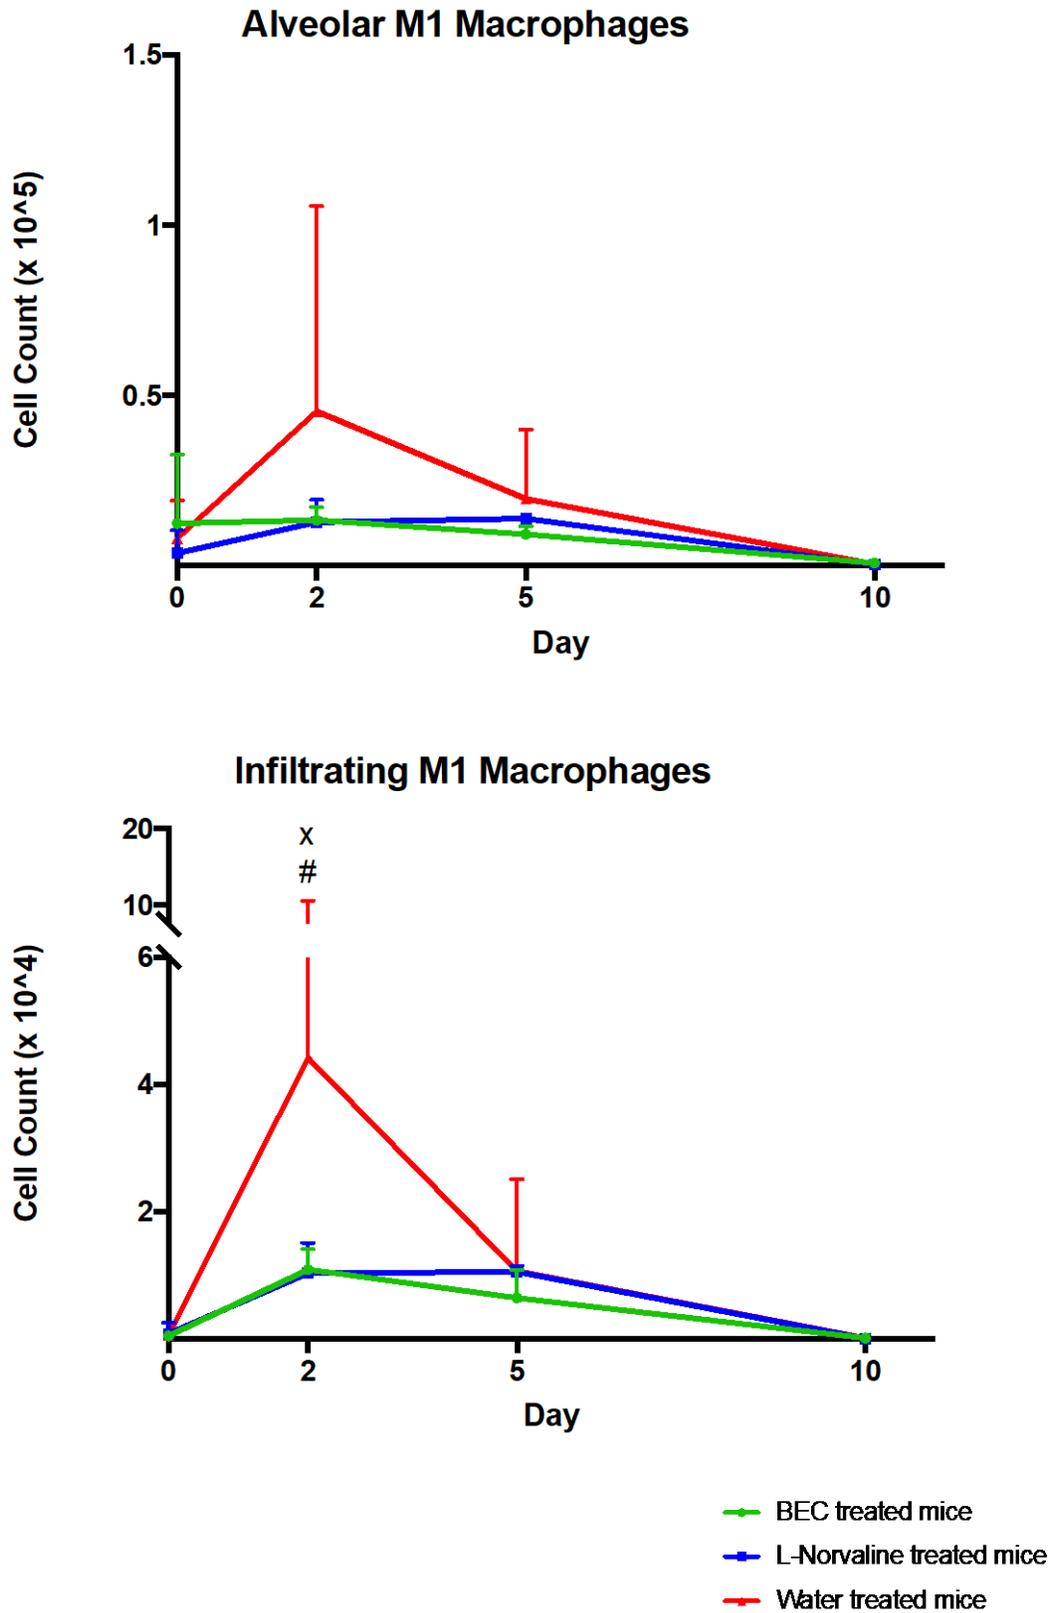 Alveolar M1 Macrophages
1.5
1
0.5
Cell Count (x 10^5)
0 2 5 10
Day
Infiltrating M1 Macrophages
20
x
#
10
6
4
2
Cell Count (x 10^4)
0 2 5 10
Day
BEC treated mice
L-Norvaline treated mice
Water treated mice